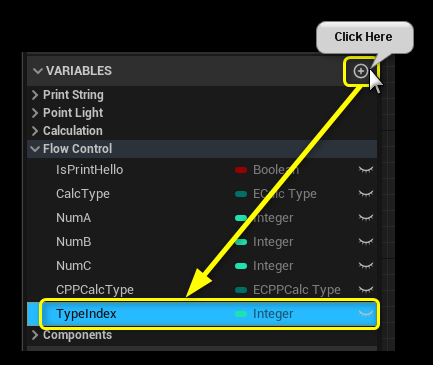 Click Here
VARIABLES
Print String
Point Light
Calculation
Flow Control
IsPrintHello Boolean
CalcType ECalc Type
NumA Integer
NumB Integer
NumC Integer
CPPCalcType ECPPCalc Type
TypeIndex Integer
Components